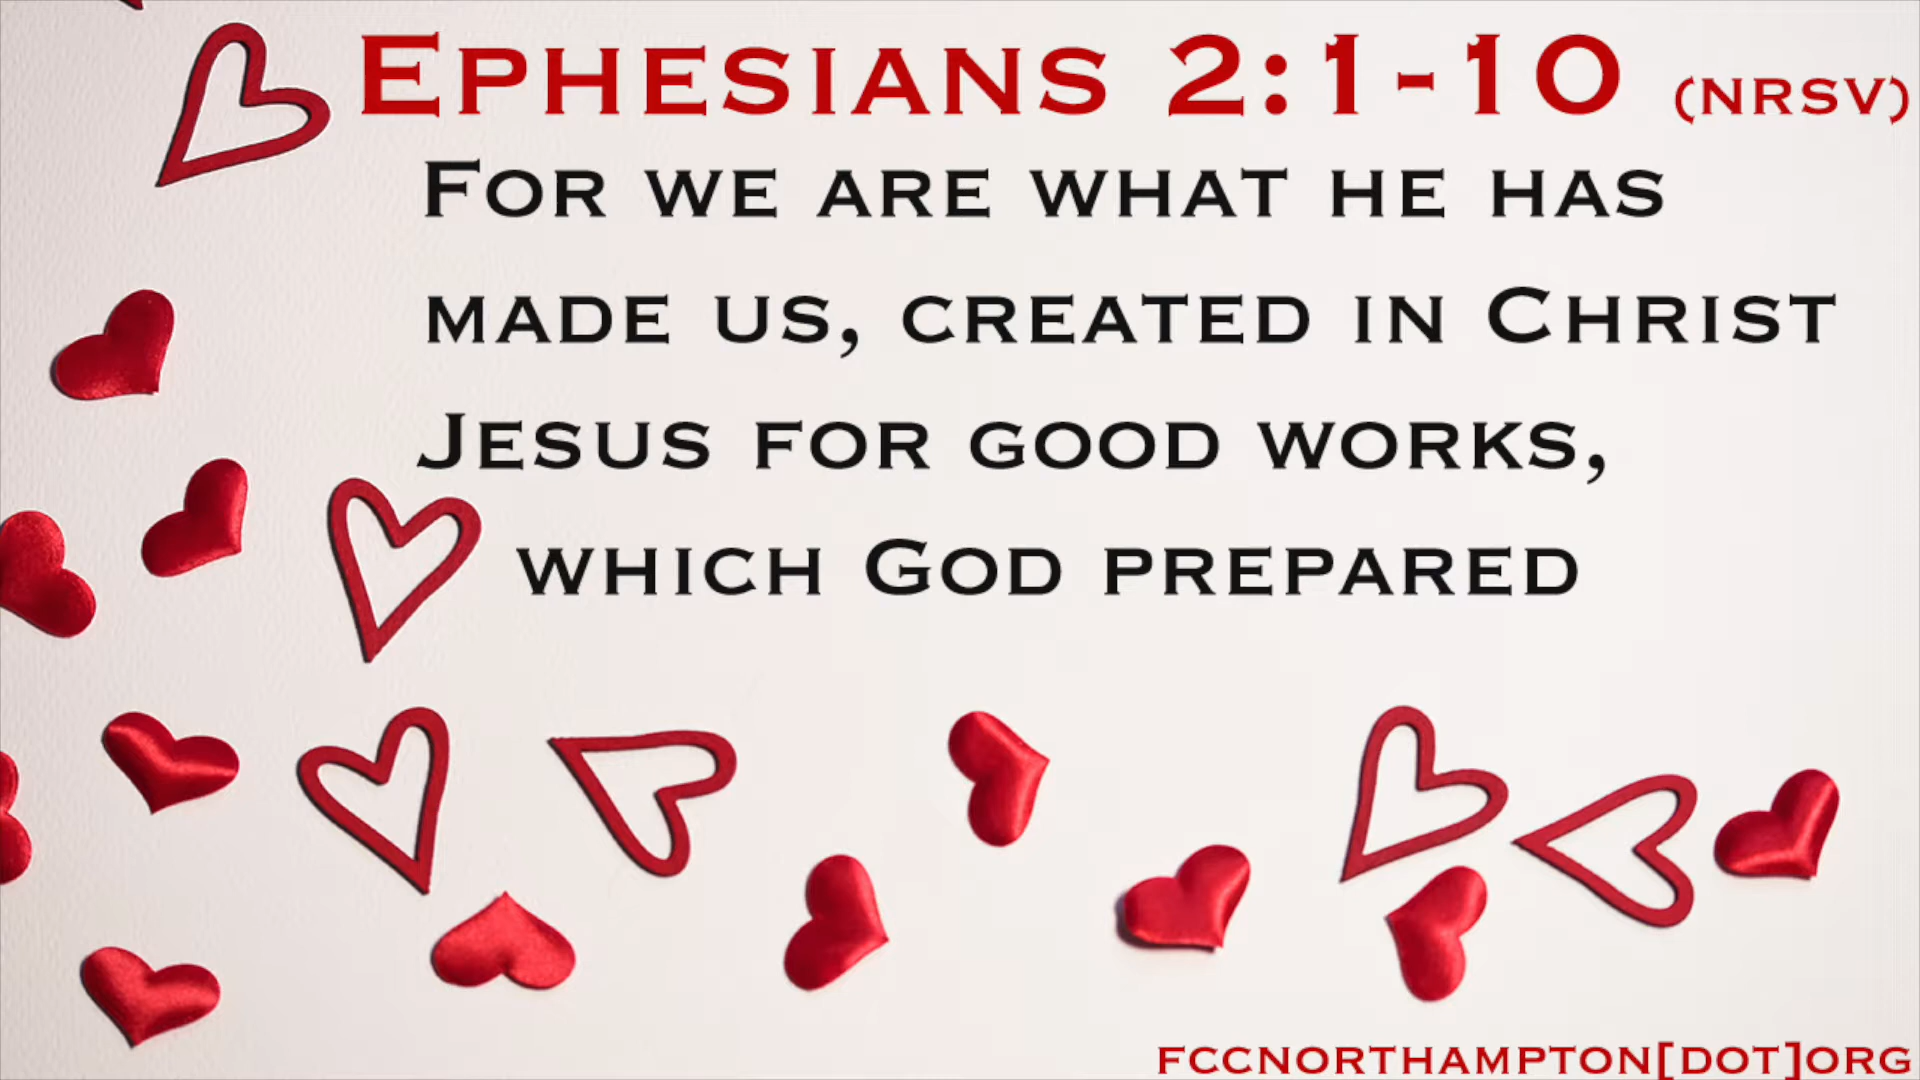 Ephesians 2:1-10 (NRSV)
For we are what he has
made us, created in Christ
Jesus for good works,
which God prepared
fccnorthampton[dot]org